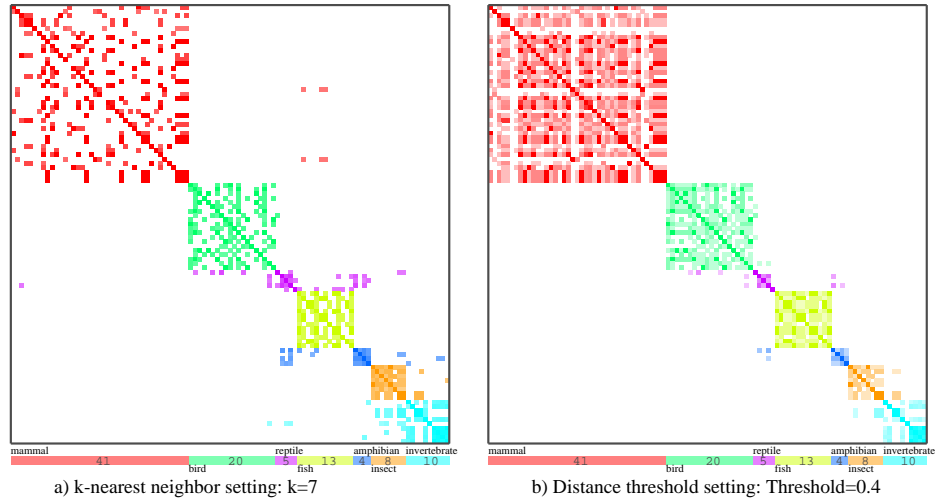 mammal reptile amphibian invertebrate
41 20 5 13 4 8 10
bird fish insect
a) k-nearest neighbor setting: k=7
mammal reptile amphibian invertebrate
41 20 5 13 4 8 10
bird fish insect
b) Distance threshold setting: Threshold=0.4